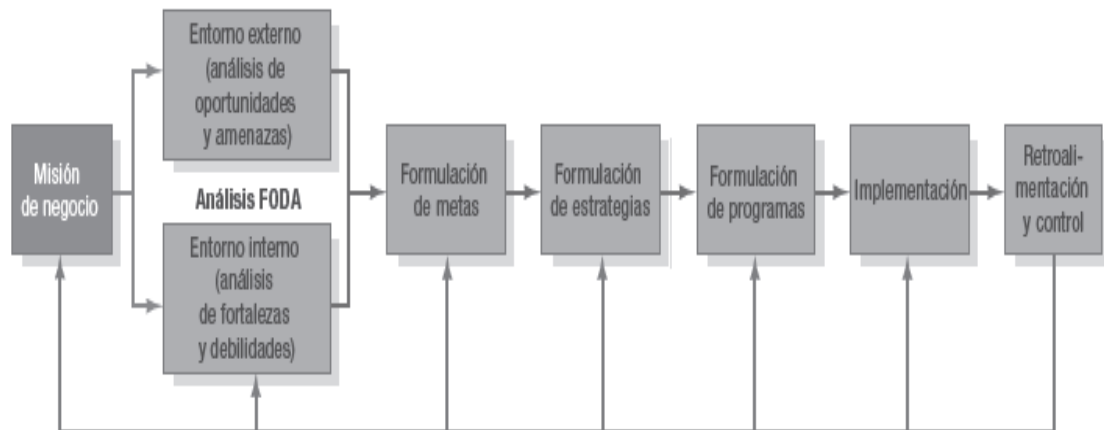 Misión
de negocio
Entorno externo
(análisis de
oportunidades
y amenazas)
Análisis FODA
Entorno interno
(análisis
de fortalezas
y debilidades)
Formulación
de metas
Formulación
de estrategias
Formulación
de programas
Implementación
Retroali-
mentación
y control